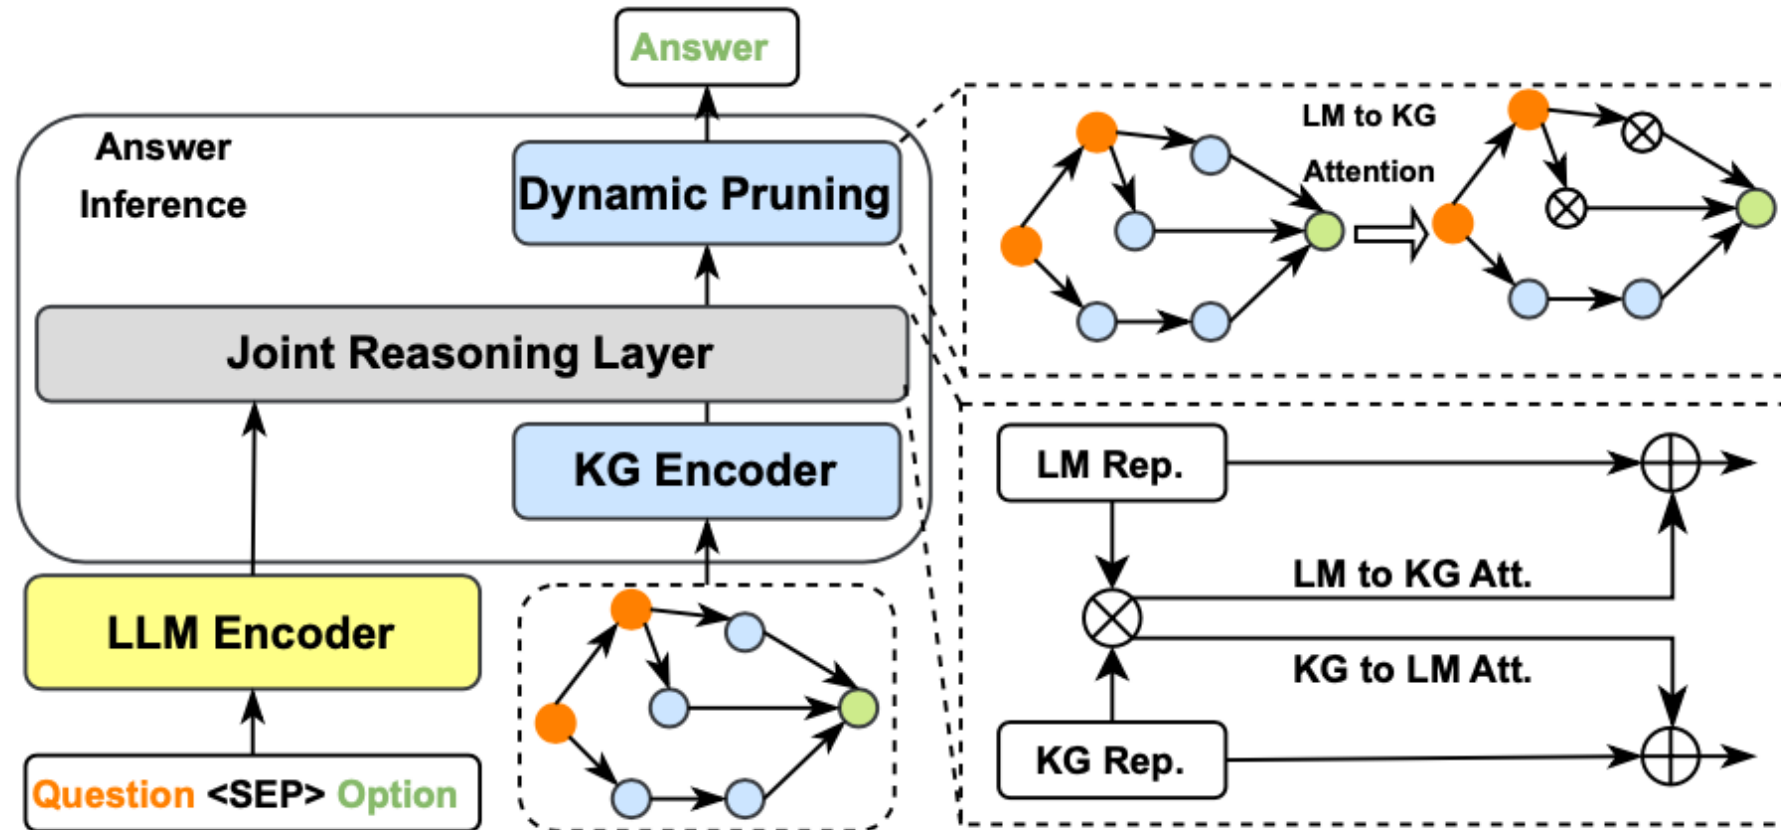 Answer
Answer
Inference
Dynamic Pruning
Joint Reasoning Layer
KG Encoder
LLM Encoder
Question <SEP> Option
LM to KG
Attention
LM Rep.
LM to KG Att.
KG to LM Att.
KG Rep.